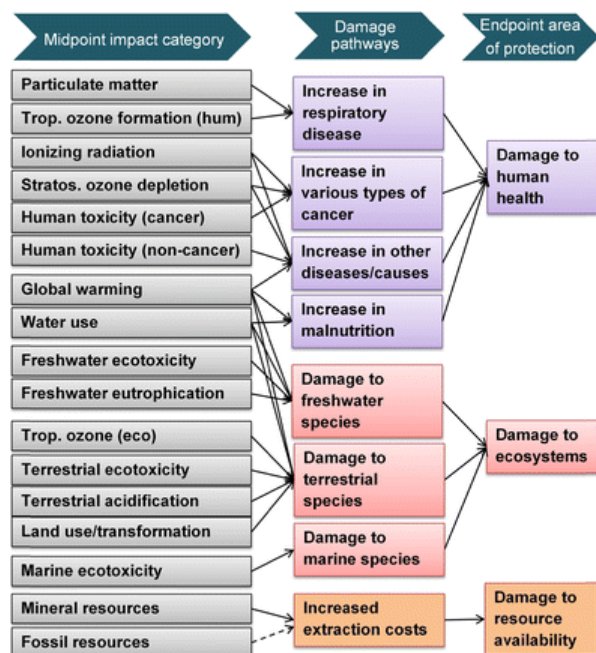 Midpoint impact category
Damage
pathways
Endpoint area
of protection
Particulate matter
Trop. ozone formation (hum)
Ionizing radiation
Stratos. ozone depletion
Human toxicity (cancer)
Human toxicity (non-cancer)
Global warming
Water use
Freshwater ecotoxicity
Freshwater eutrophication
Trop. ozone (eco)
Terrestrial ecotoxicity
Terrestrial acidification
Land use/transformation
Marine ecotoxicity
Mineral resources
Fossil resources
Increase in
respiratory
disease
Increase in
various types of
cancer
Increase in other
diseases/causes
Increase in
malnutrition
Damage to
freshwater
species
Damage to
terrestrial
species
Damage to
marine species
Increased
extraction costs
Damage to
human
health
Damage to
ecosystems
Damage to
resource
availability